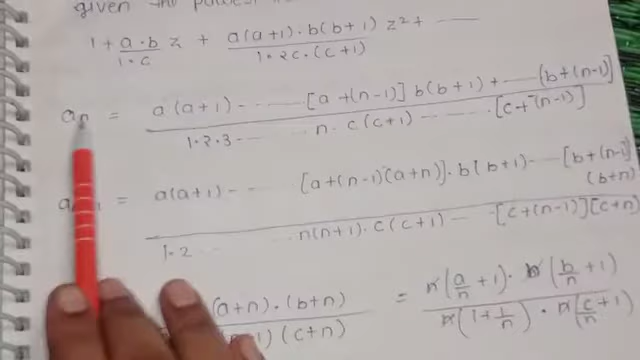 given the power
1 + a·b/1·c z + a(a+1)·b(b+1)/1·2c·(c+1) z² + -----
an = a(a+1)-------[a+(n-1)] b(b+1)+----[b+(n-1)] / 1·2·3---- n·c(c+1)------[c+(n-1)]
= a(a+1)--- [a+(n-1)(a+n)]·b(b+1)---[b+(n-1) (b+n) / 1·2 ... n(n+1)·c(c+1)--- [c+(n-1)][c+n]
(a+n)·(b+n) / 1)(c+n) = n(a/n+1)·n(b/n+1) / n(1+1/n)·n(c/n+1)